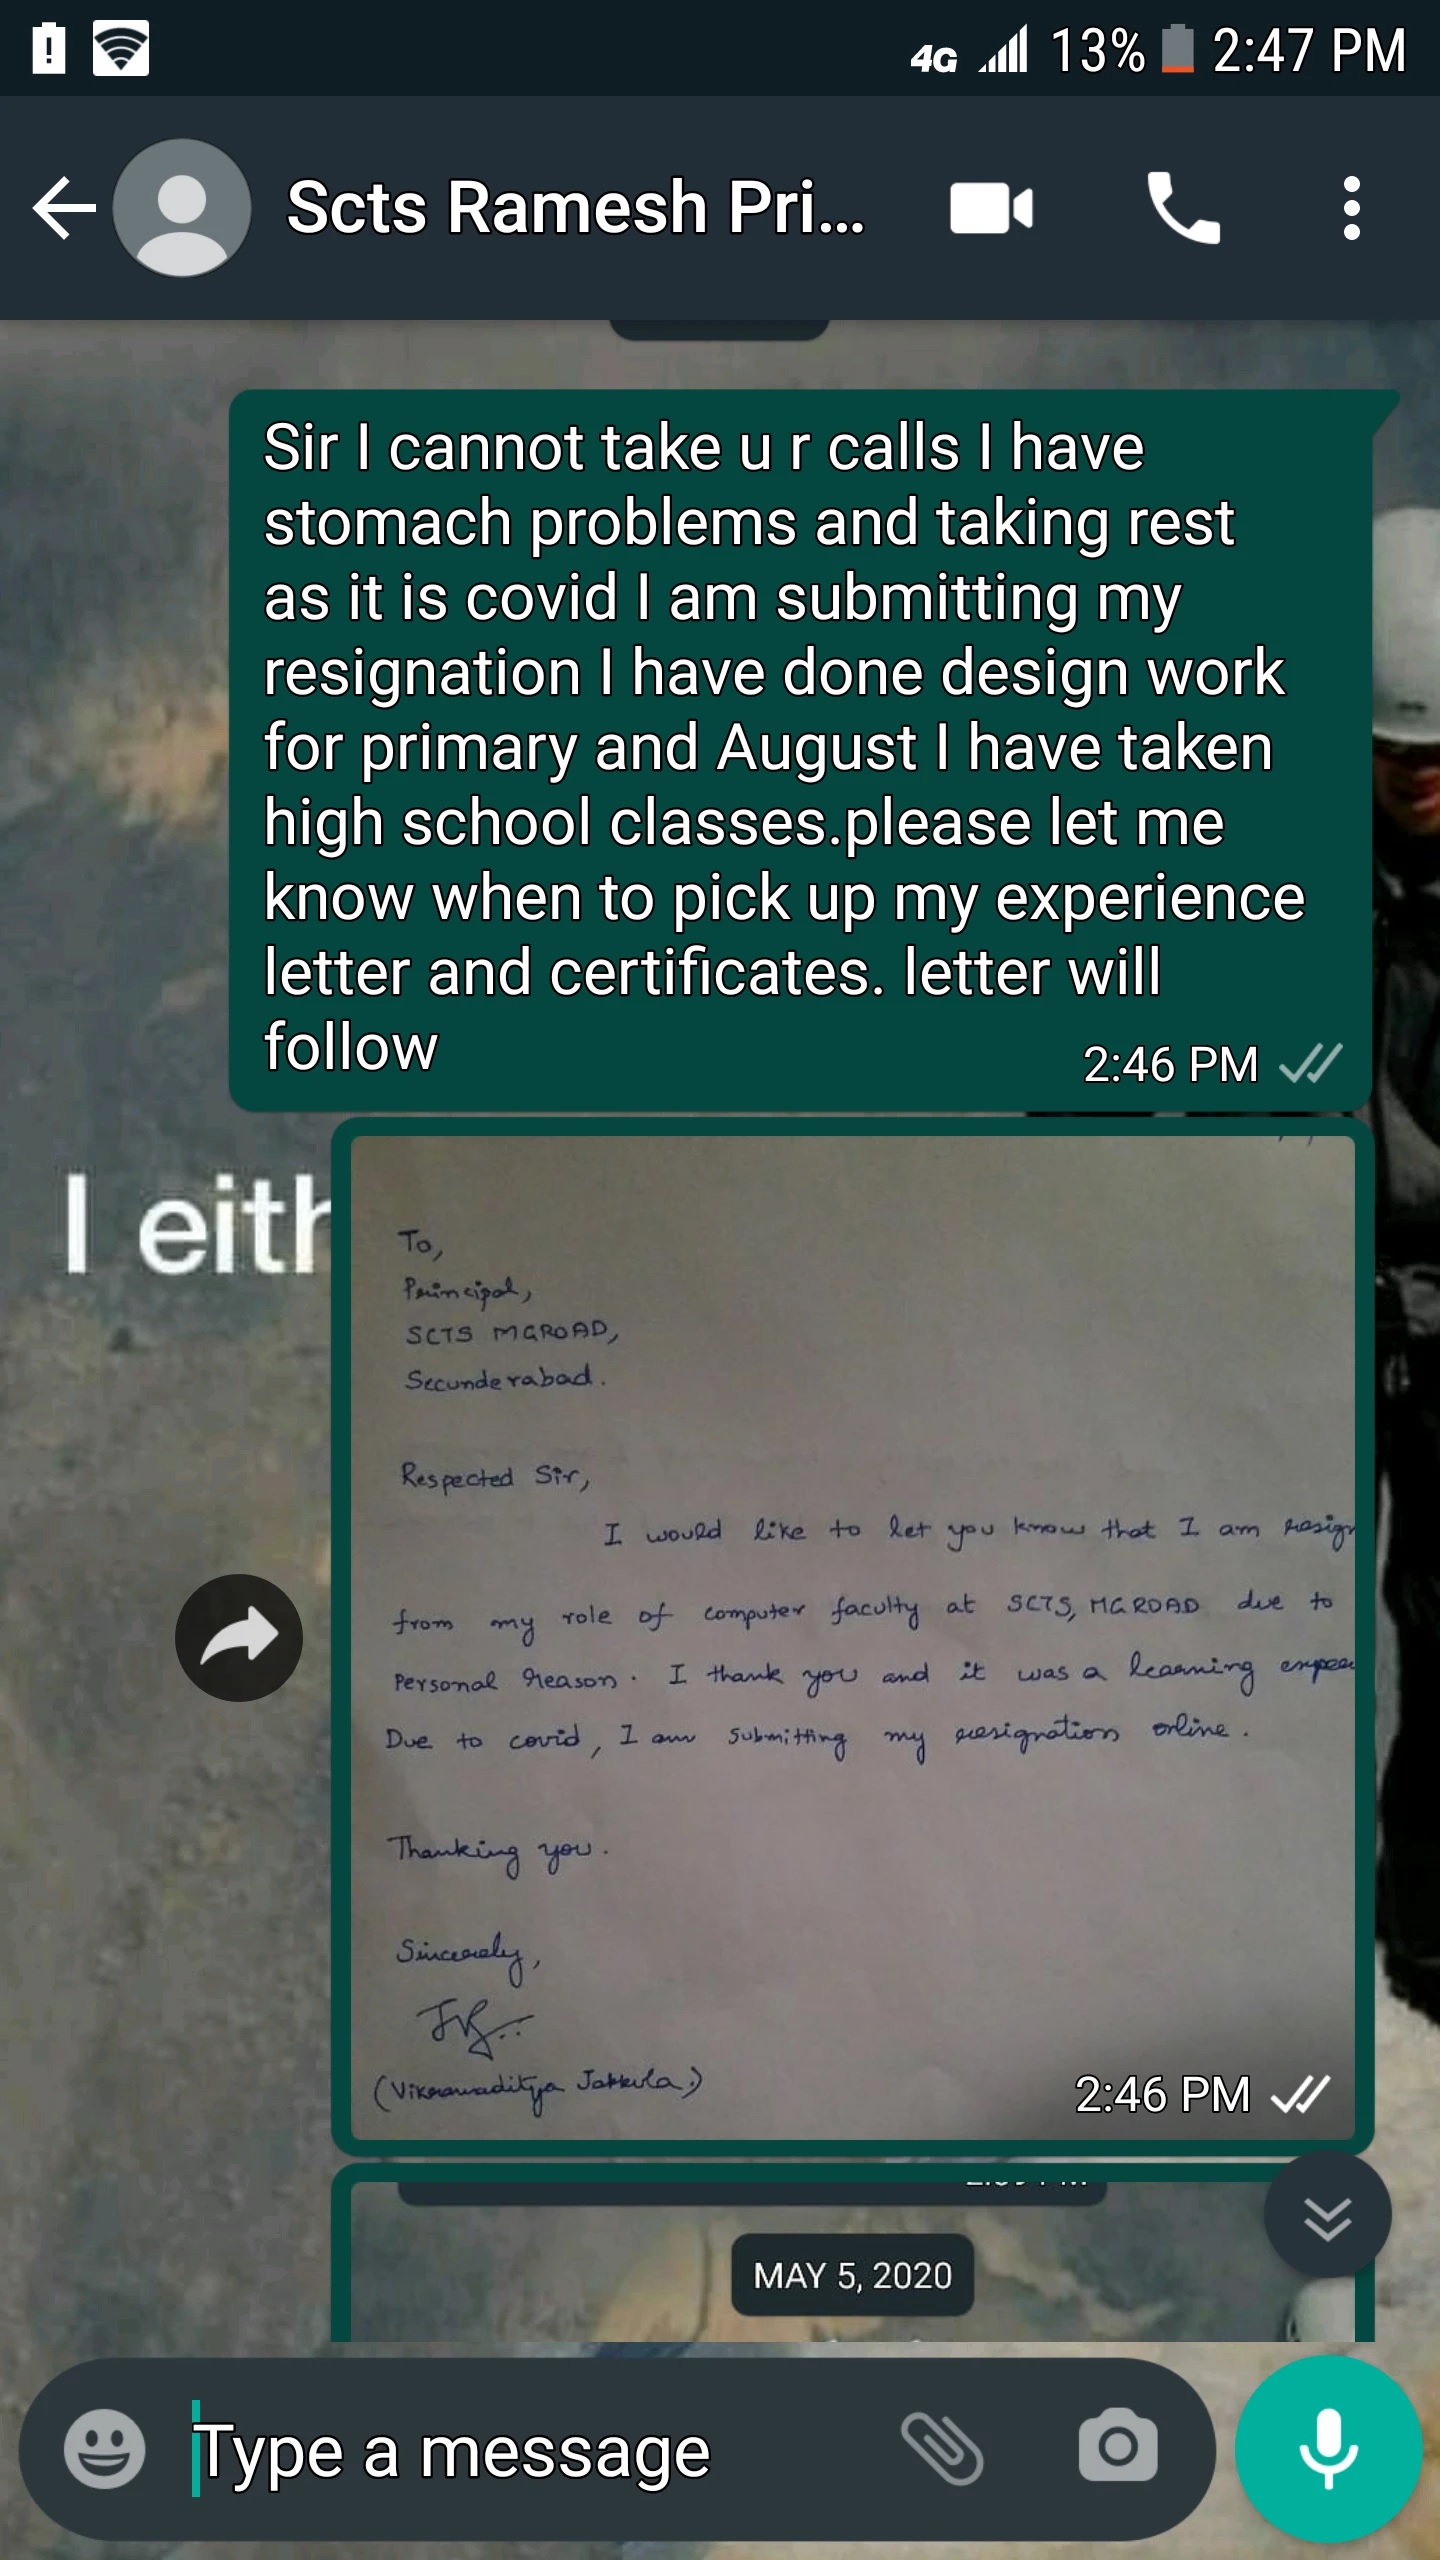 4G 13% 2:47 PM
Scts Ramesh Pri...
Sir I cannot take u r calls I have
stomach problems and taking rest
as it is covid I am submitting my
resignation I have done design work
for primary and August I have taken
high school classes.please let me
know when to pick up my experience
letter and certificates. letter will
follow
2:46 PM
I eith
To,
Principal,
SCTS MGROAD,
Secunderabad.
Respected Sir,
I would like to let you know that I am resign
from my role of computer faculty at SCTS, MGROAD due to
Personal reason. I thank you and it was a learning expe
Due to covid, I am submitting my resignation online.
Thanking you.
Sincerely,
(Vikramaditya Jakkula)
2:46 PM
MAY 5, 2020
Type a message